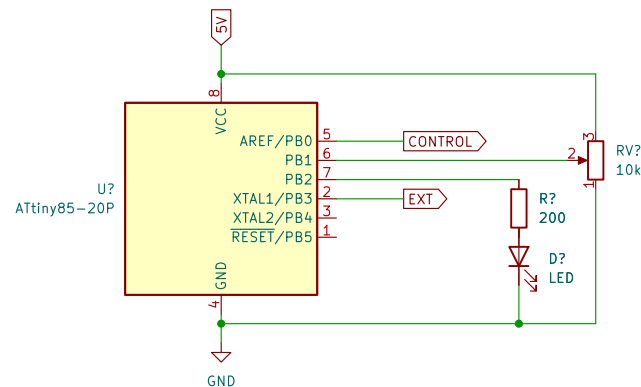 5V
8
VCC
5
AREF/PB0
CONTROL
3
6
PB1
2
RV?
10k
7
PB2
1
U?
ATtiny85-20P
2
XTAL1/PB3
EXT
R?
200
3
XTAL2/PB4
1
RESET/PB5
D?
LED
GND
4
GND